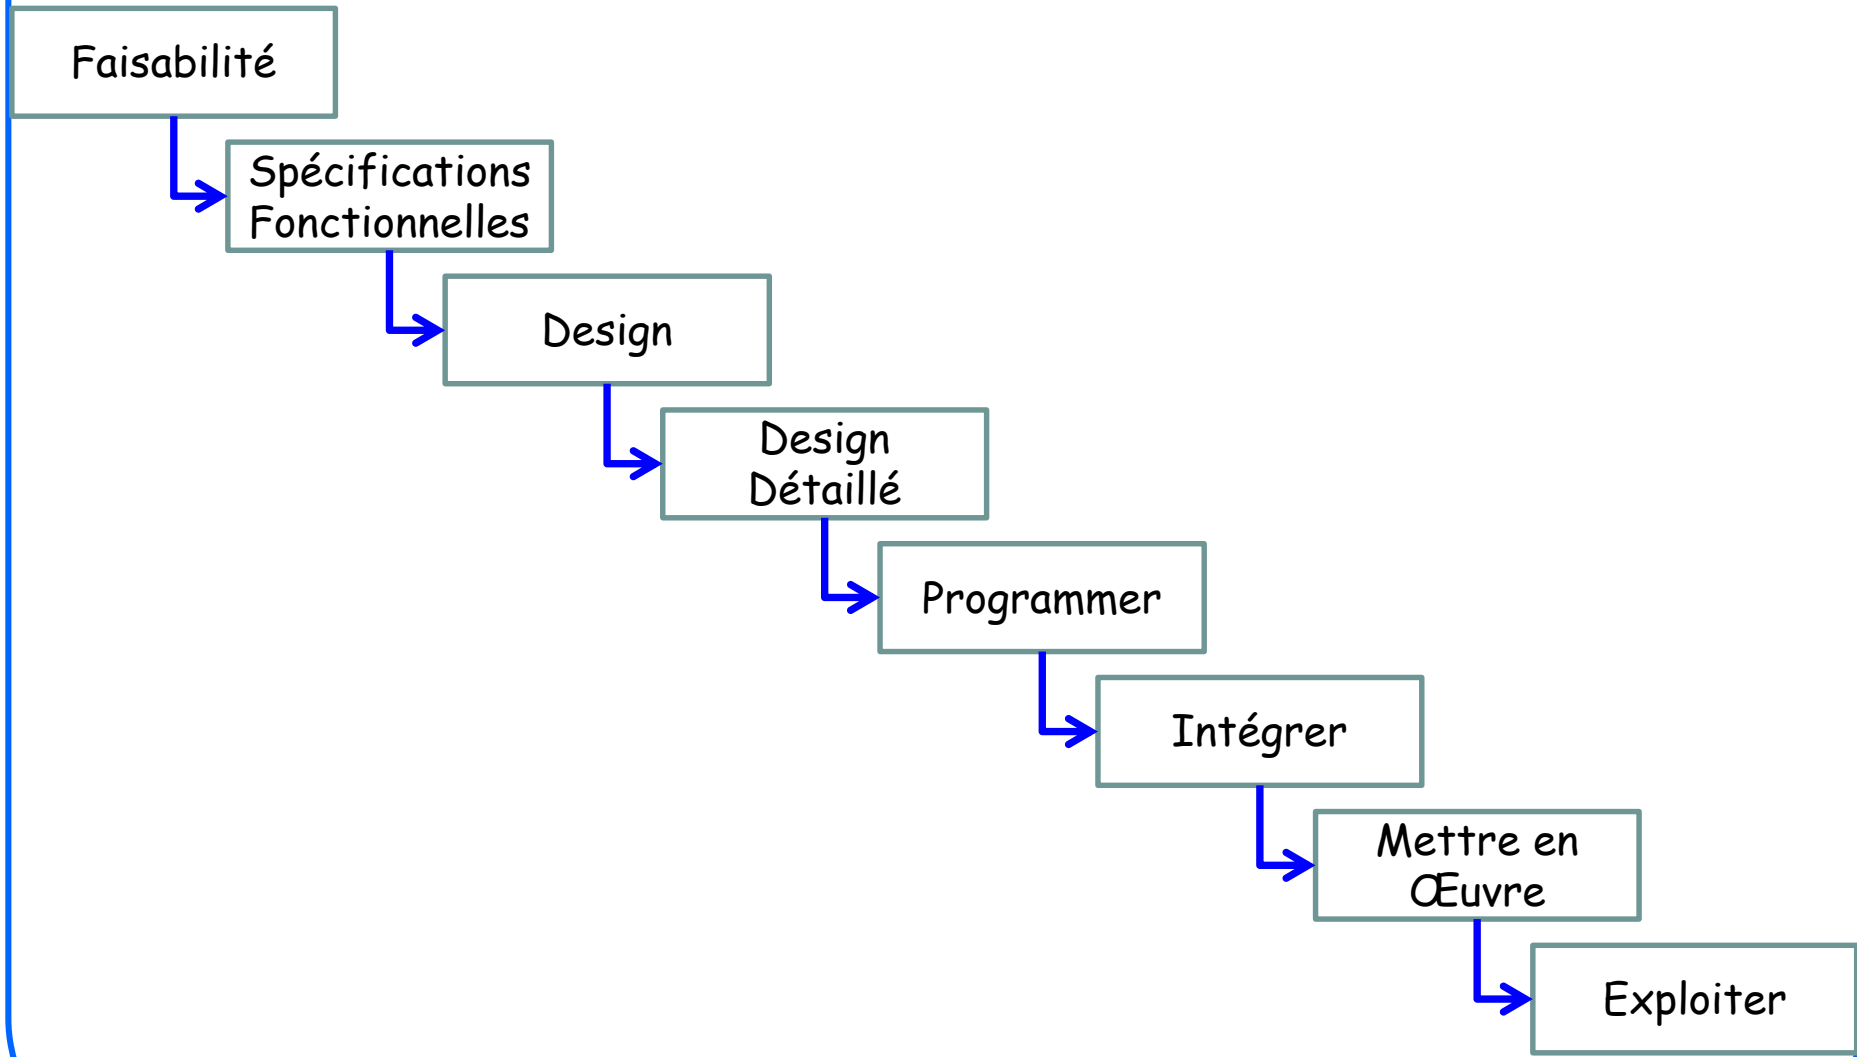 Faisabilité
Spécifications
Fonctionnelles
Design
Design
Détaillé
Programmer
Intégrer
Mettre en
Œuvre
Exploiter